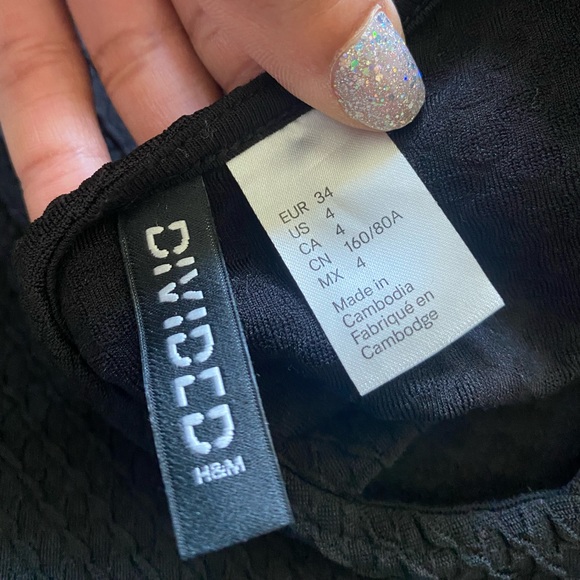 DIVIDED
H&M
EUR 34
US 4
CA 4
CN 160/80A
MX 4
Made in
Cambodia
Fabriqué en
Cambodge